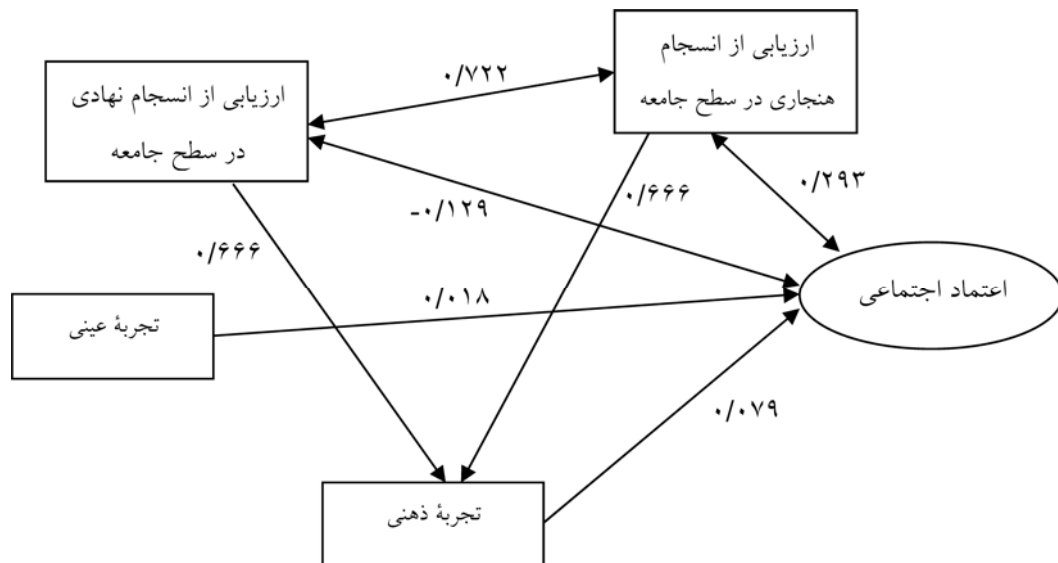 ارزیابی از انسجام
هنجاری در سطح جامعه
۰/۷۲۲
ارزیابی از انسجام نهادی
در سطح جامعه
۰/۲۹۳
۰/۶۶۶
-۰/۱۲۹
۰/۶۶۶
اعتماد اجتماعی
۰/۰۱۸
تجربهٔ عینی
۰/۰۷۹
تجربهٔ ذهنی